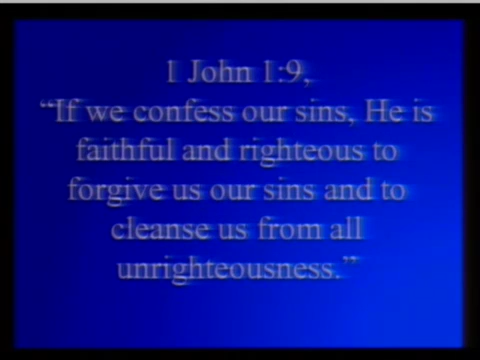 1 John 1:9,
“If we confess our sins, He is
faithful and righteous to
forgive us our sins and to
cleanse us from all
unrighteousness.”